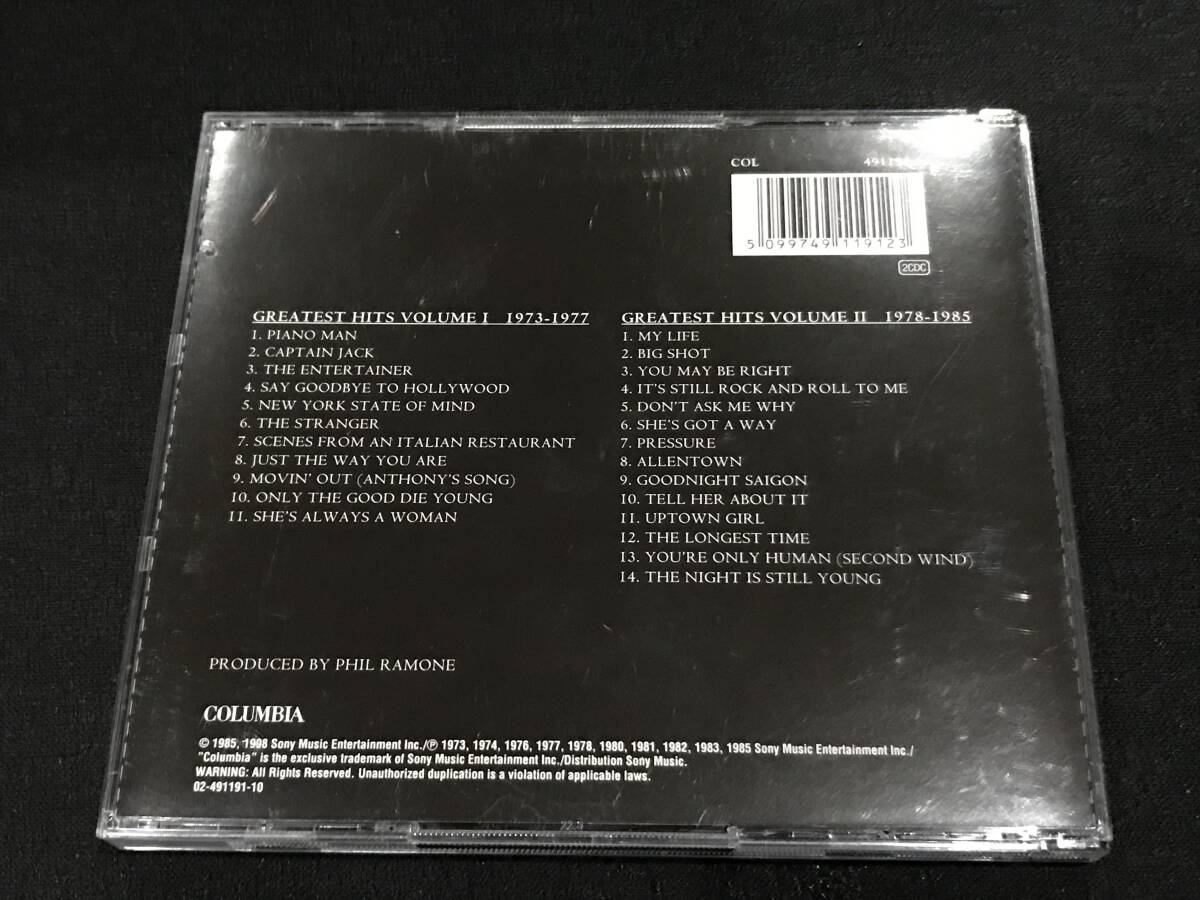 COL
5 099749 119123
2CDC
GREATEST HITS VOLUME I 1973-1977
1. PIANO MAN
2. CAPTAIN JACK
3. THE ENTERTAINER
4. SAY GOODBYE TO HOLLYWOOD
5. NEW YORK STATE OF MIND
6. THE STRANGER
7. SCENES FROM AN ITALIAN RESTAURANT
8. JUST THE WAY YOU ARE
9. MOVIN' OUT (ANTHONY'S SONG)
10. ONLY THE GOOD DIE YOUNG
11. SHE'S ALWAYS A WOMAN
GREATEST HITS VOLUME II 1978-1985
1. MY LIFE
2. BIG SHOT
3. YOU MAY BE RIGHT
4. IT'S STILL ROCK AND ROLL TO ME
5. DON'T ASK ME WHY
6. SHE'S GOT A WAY
7. PRESSURE
8. ALLENTOWN
9. GOODNIGHT SAIGON
10. TELL HER ABOUT IT
11. UPTOWN GIRL
12. THE LONGEST TIME
13. YOU'RE ONLY HUMAN (SECOND WIND)
14. THE NIGHT IS STILL YOUNG
PRODUCED BY PHIL RAMONE
COLUMBIA
© 1985, 1998 Sony Music Entertainment Inc./℗ 1973, 1974, 1976, 1977, 1978, 1980, 1981, 1982, 1983, 1985 Sony Music Entertainment Inc./
"Columbia" is the exclusive trademark of Sony Music Entertainment Inc./Distribution Sony Music.
WARNING: All Rights Reserved. Unauthorized duplication is a violation of applicable laws.
02-491191-10